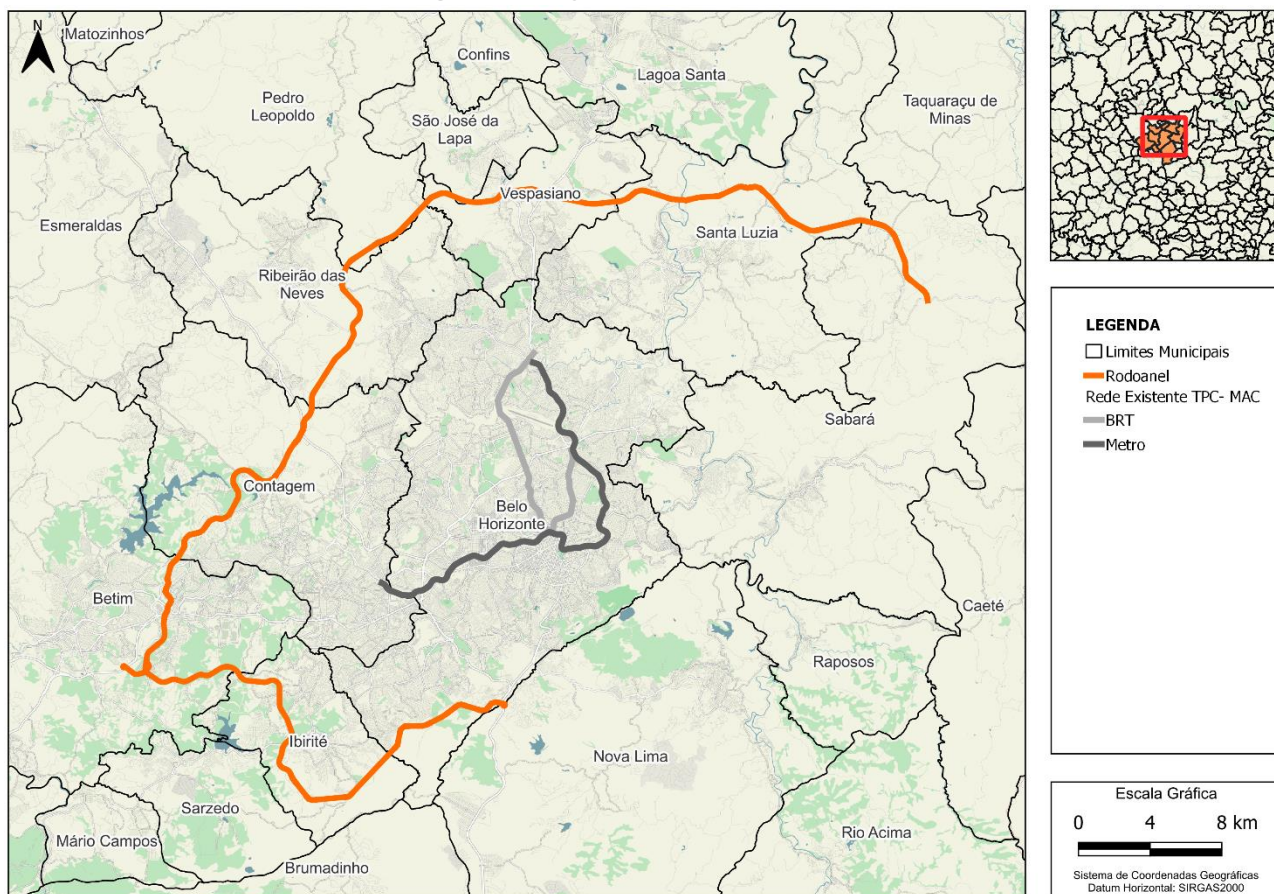 N
Matozinhos
Confins
Lagoa Santa
Pedro
Leopoldo
Taquaraçu de
Minas
São José da
Lapa
Vespasiano
Esmeraldas
Santa Luzia
Ribeirão das
Neves
Sabará
Contagem
Belo
Horizonte
Betim
Caeté
Raposos
Ibirité
Nova Lima
Sarzedo
Mário Campos
Rio Acima
Brumadinho
LEGENDA
Limites Municipais
Rodoanel
Rede Existente TPC- MAC
BRT
Metro
Escala Gráfica
0 4 8 km
Sistema de Coordenadas Geográficas
Datum Horizontal: SIRGAS2000